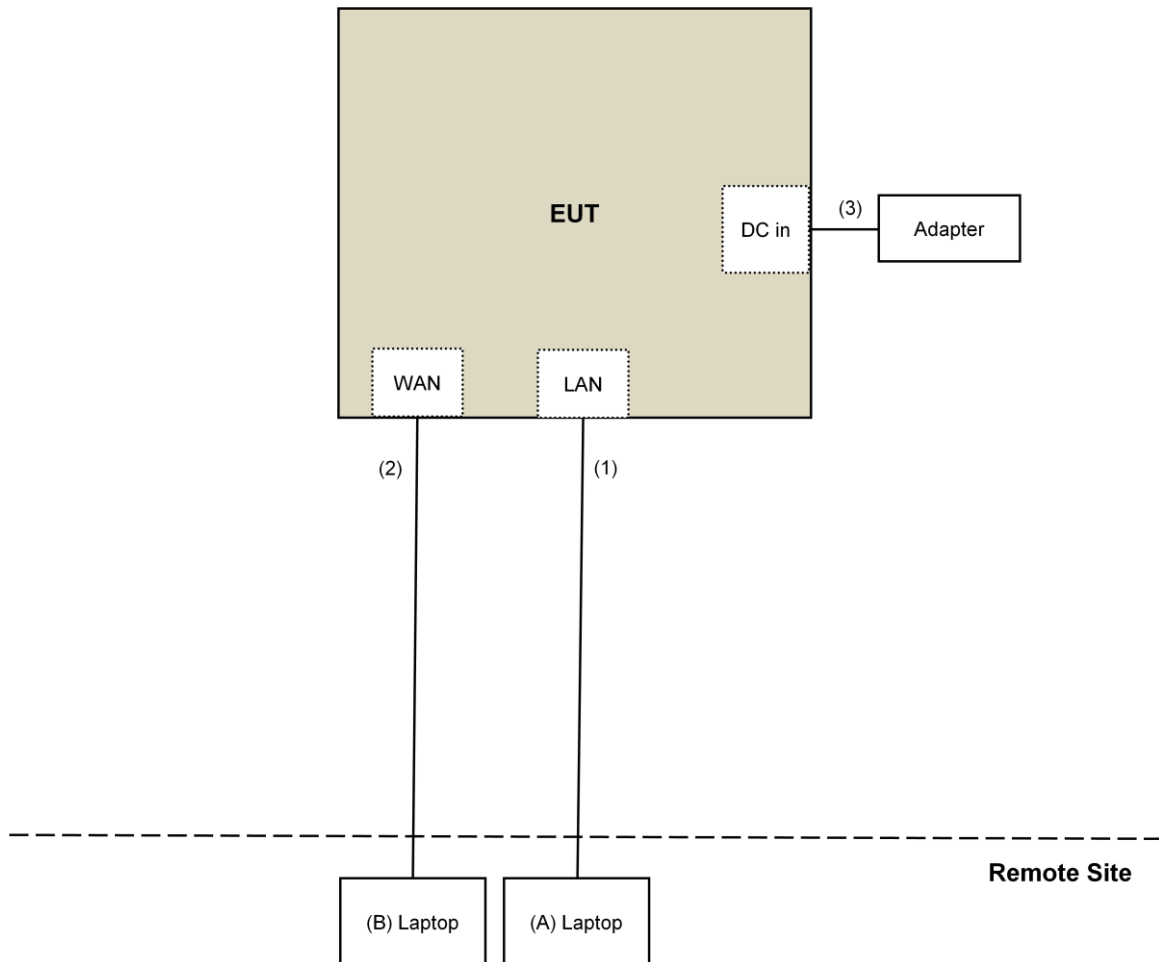 EUT
DC in
(3)
Adapter
WAN
LAN
(2)
(1)
Remote Site
(B) Laptop
(A) Laptop